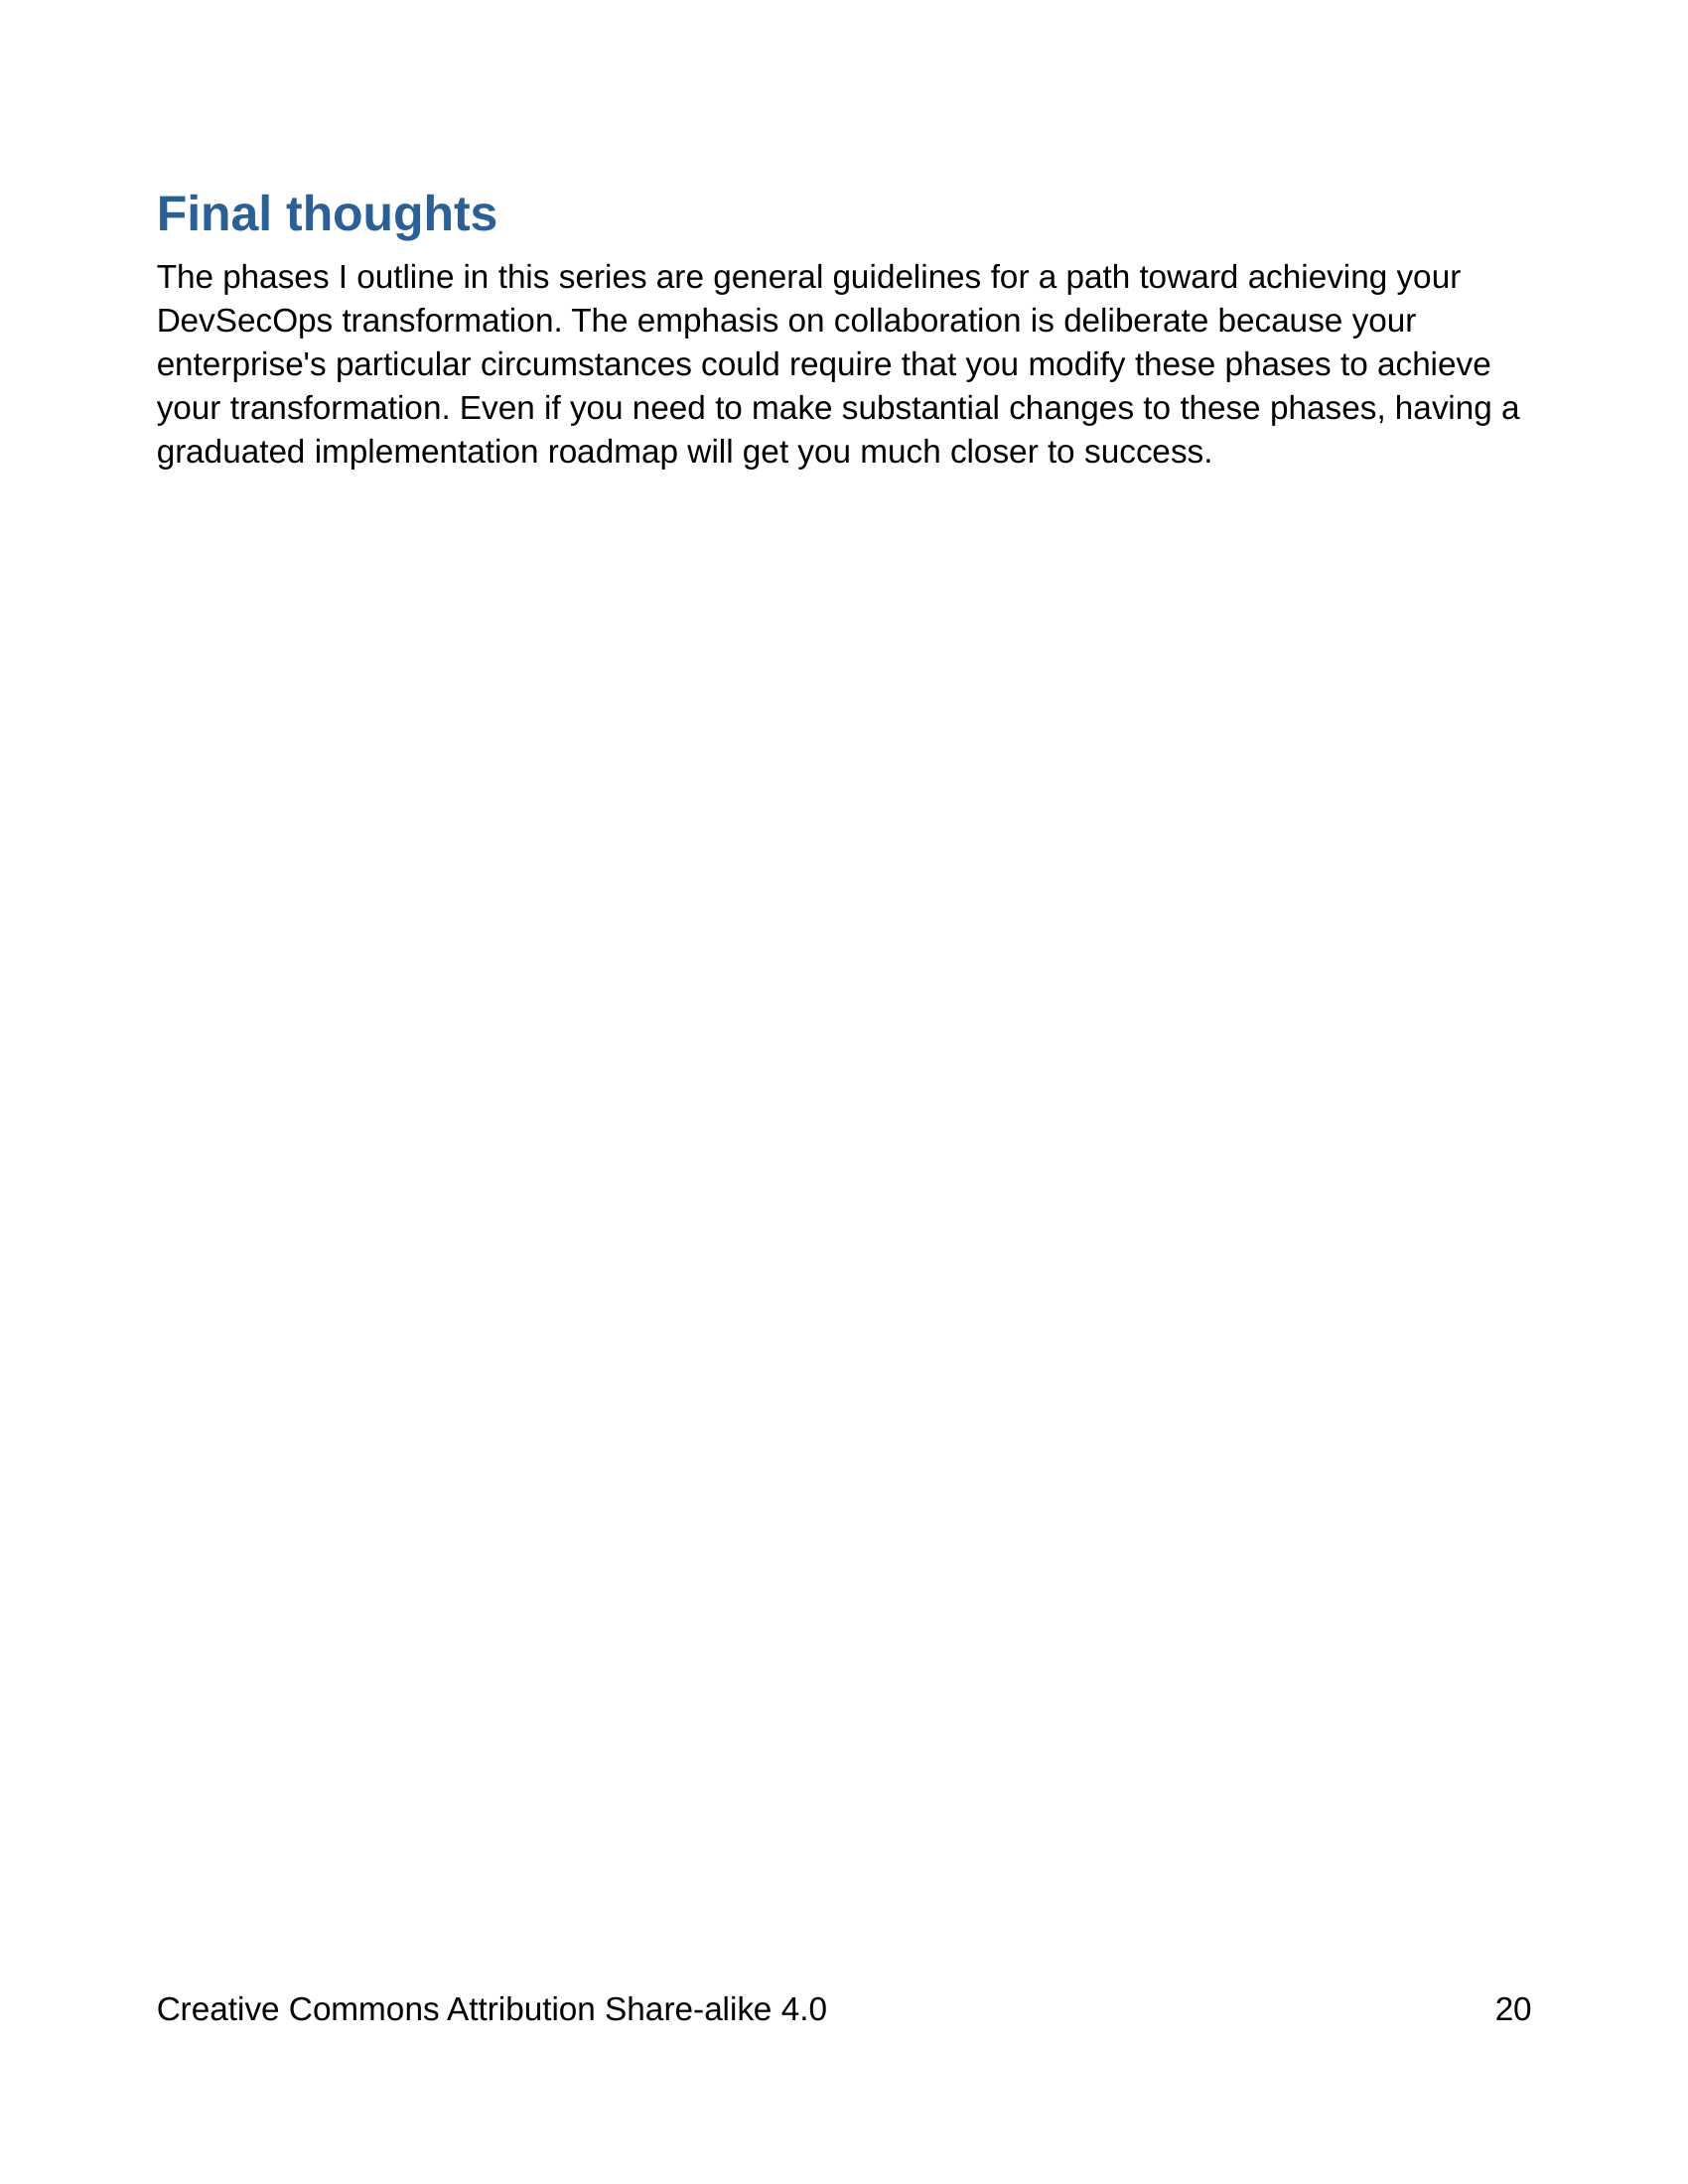 Final thoughts
The phases I outline in this series are general guidelines for a path toward achieving your
DevSecOps transformation. The emphasis on collaboration is deliberate because your
enterprise's particular circumstances could require that you modify these phases to achieve
your transformation. Even if you need to make substantial changes to these phases, having a
graduated implementation roadmap will get you much closer to success.
Creative Commons Attribution Share-alike 4.0 20